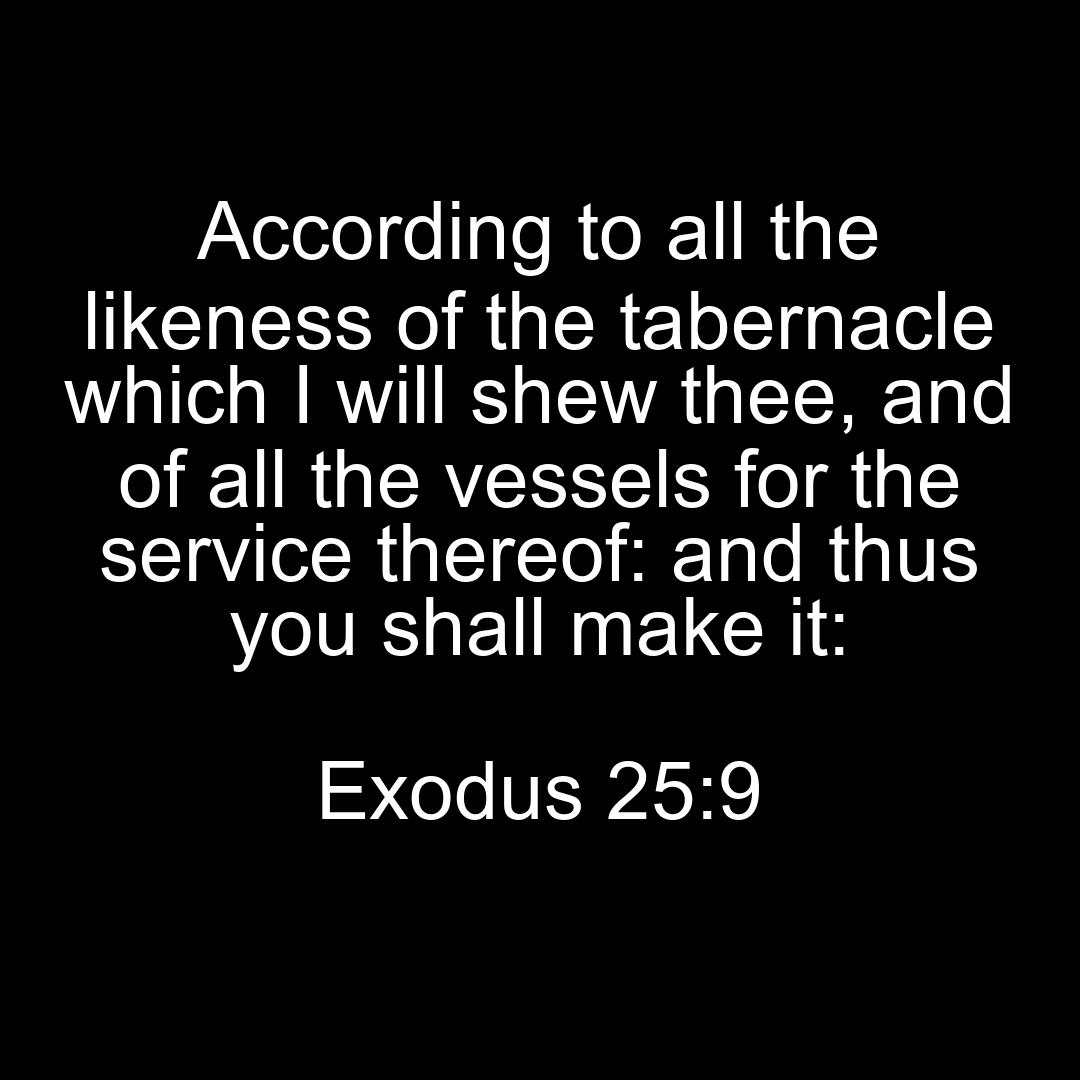 According to all the
likeness of the tabernacle
which I will shew thee, and
of all the vessels for the
service thereof: and thus
you shall make it:
Exodus 25:9